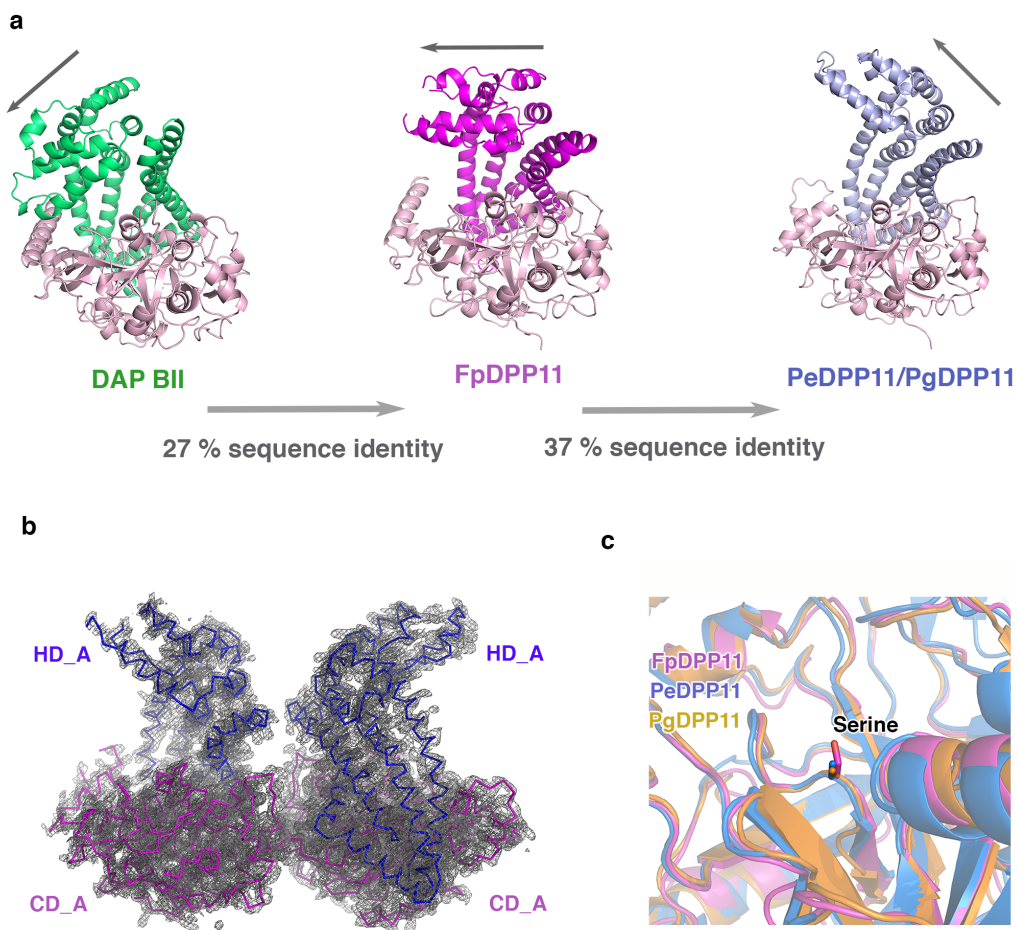 a
DAP BII
FpDPP11
PeDPP11/PgDPP11
27 % sequence identity
37 % sequence identity
b
HD_A
HD_A
CD_A
CD_A
c
FpDPP11
PeDPP11
PgDPP11
Serine